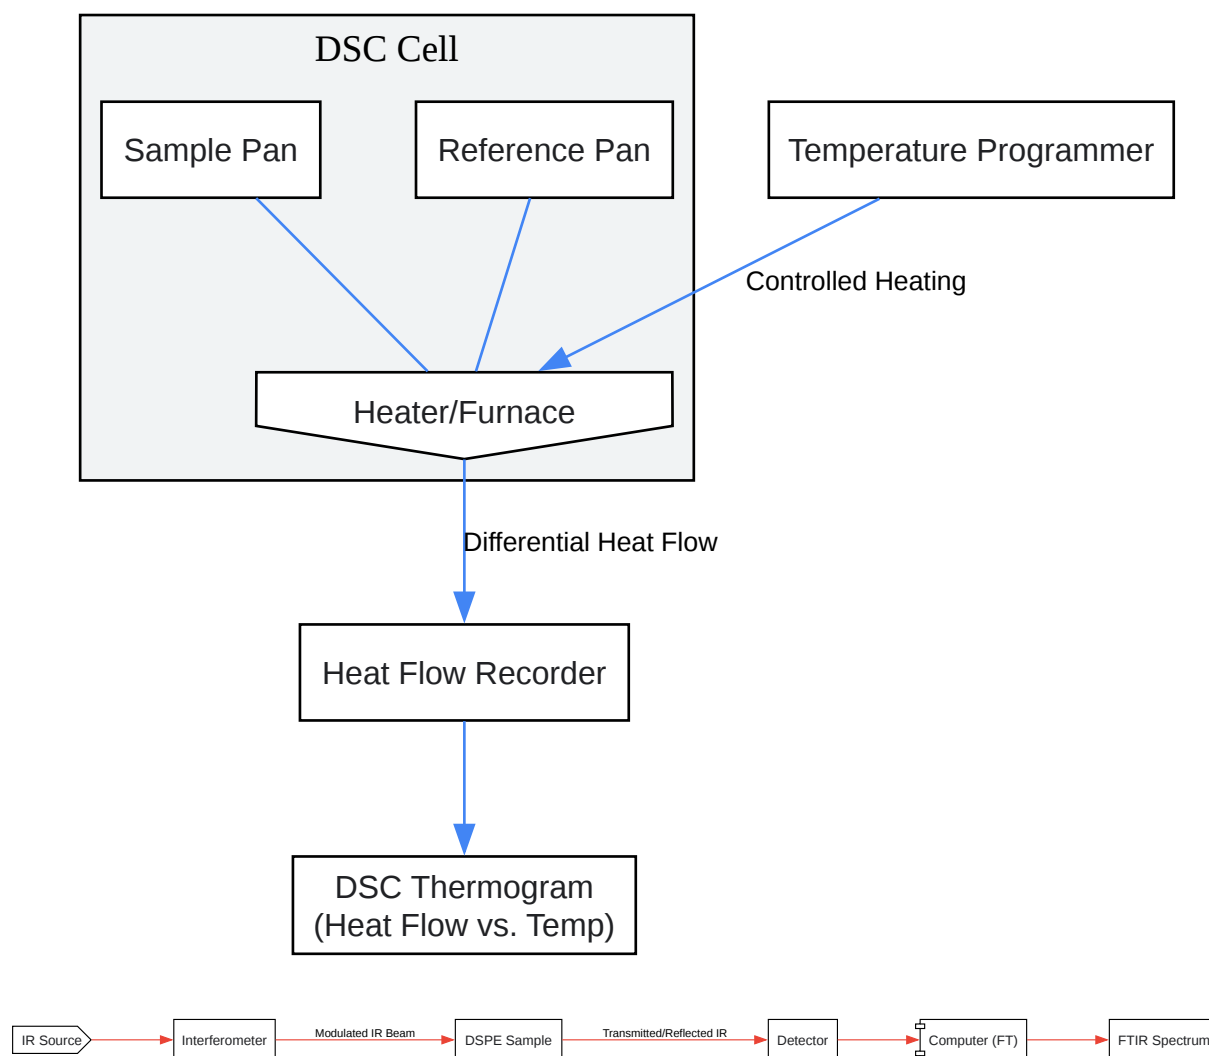 DSC Cell
Sample Pan
Reference Pan
Temperature Programmer
Controlled Heating
Heater/Furnace
Differential Heat Flow
Heat Flow Recorder
DSC Thermogram
(Heat Flow vs. Temp)
IR Source
Interferometer
Modulated IR Beam
DSPE Sample
Transmitted/Reflected IR
Detector
Computer (FT)
FTIR Spectrum